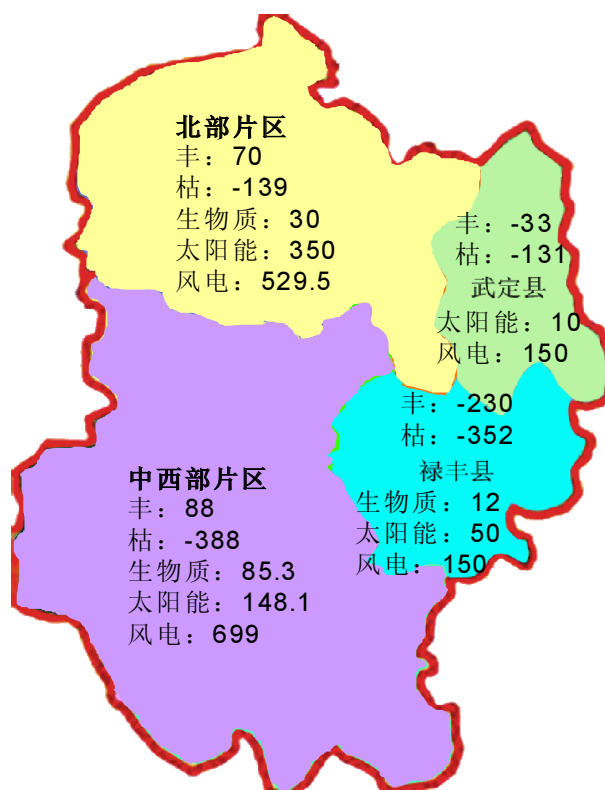 北部片区
丰：70
枯：-139
生物质：30
太阳能：350
风电：529.5
丰：-33
枯：-131
武定县
太阳能：10
风电：150
丰：-230
枯：-352
禄丰县
生物质：12
太阳能：50
风电：150
中西部片区
丰：88
枯：-388
生物质：85.3
太阳能：148.1
风电：699